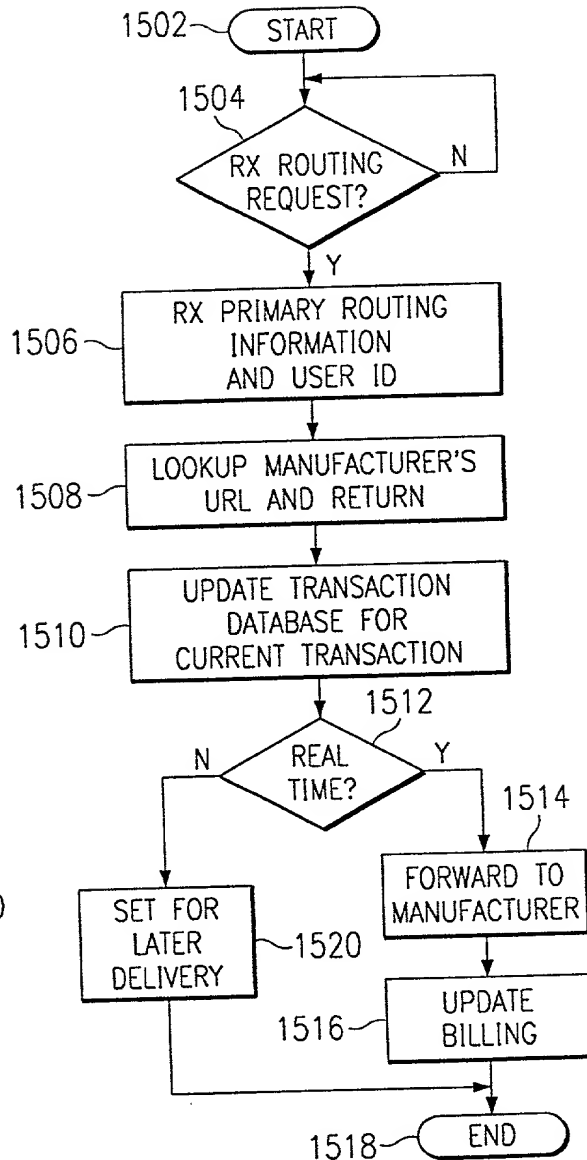 1502
START
1504
RX ROUTING
REQUEST?
N
Y
1506
RX PRIMARY ROUTING
INFORMATION
AND USER ID
1508
LOOKUP MANUFACTURER'S
URL AND RETURN
1510
UPDATE TRANSACTION
DATABASE FOR
CURRENT TRANSACTION
1512
N
REAL
TIME?
Y
1514
FORWARD TO
MANUFACTURER
SET FOR
LATER
DELIVERY
1520
1516
UPDATE
BILLING
1518
END